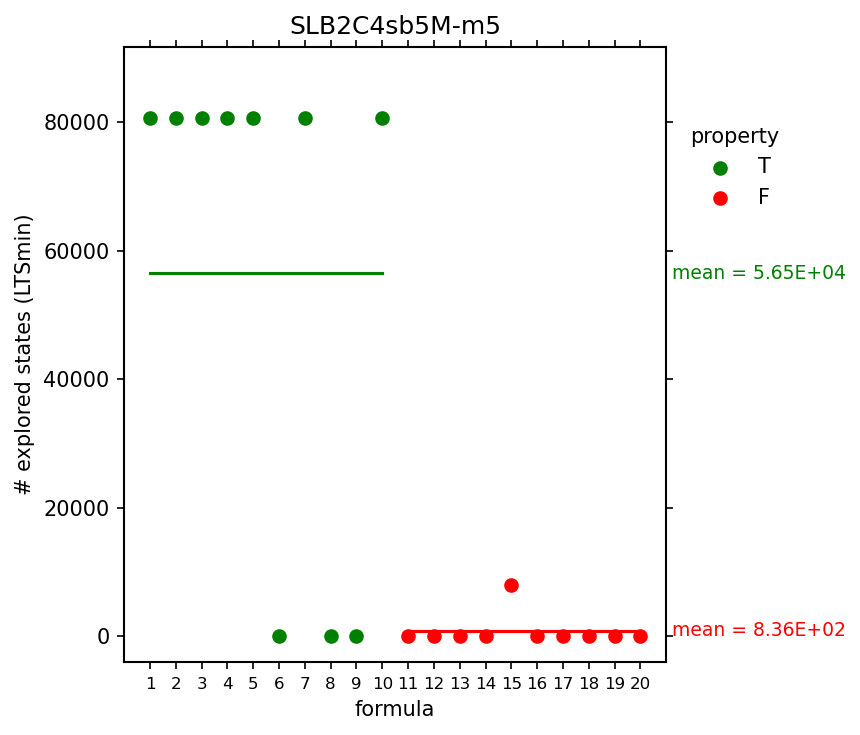 SLB2C4sb5M-m5
# explored states (LTSmin)
80000
60000
40000
20000
0
1 2 3 4 5 6 7 8 9 10 11 12 13 14 15 16 17 18 19 20
formula
property
T
F
mean = 5.65E+04
mean = 8.36E+02